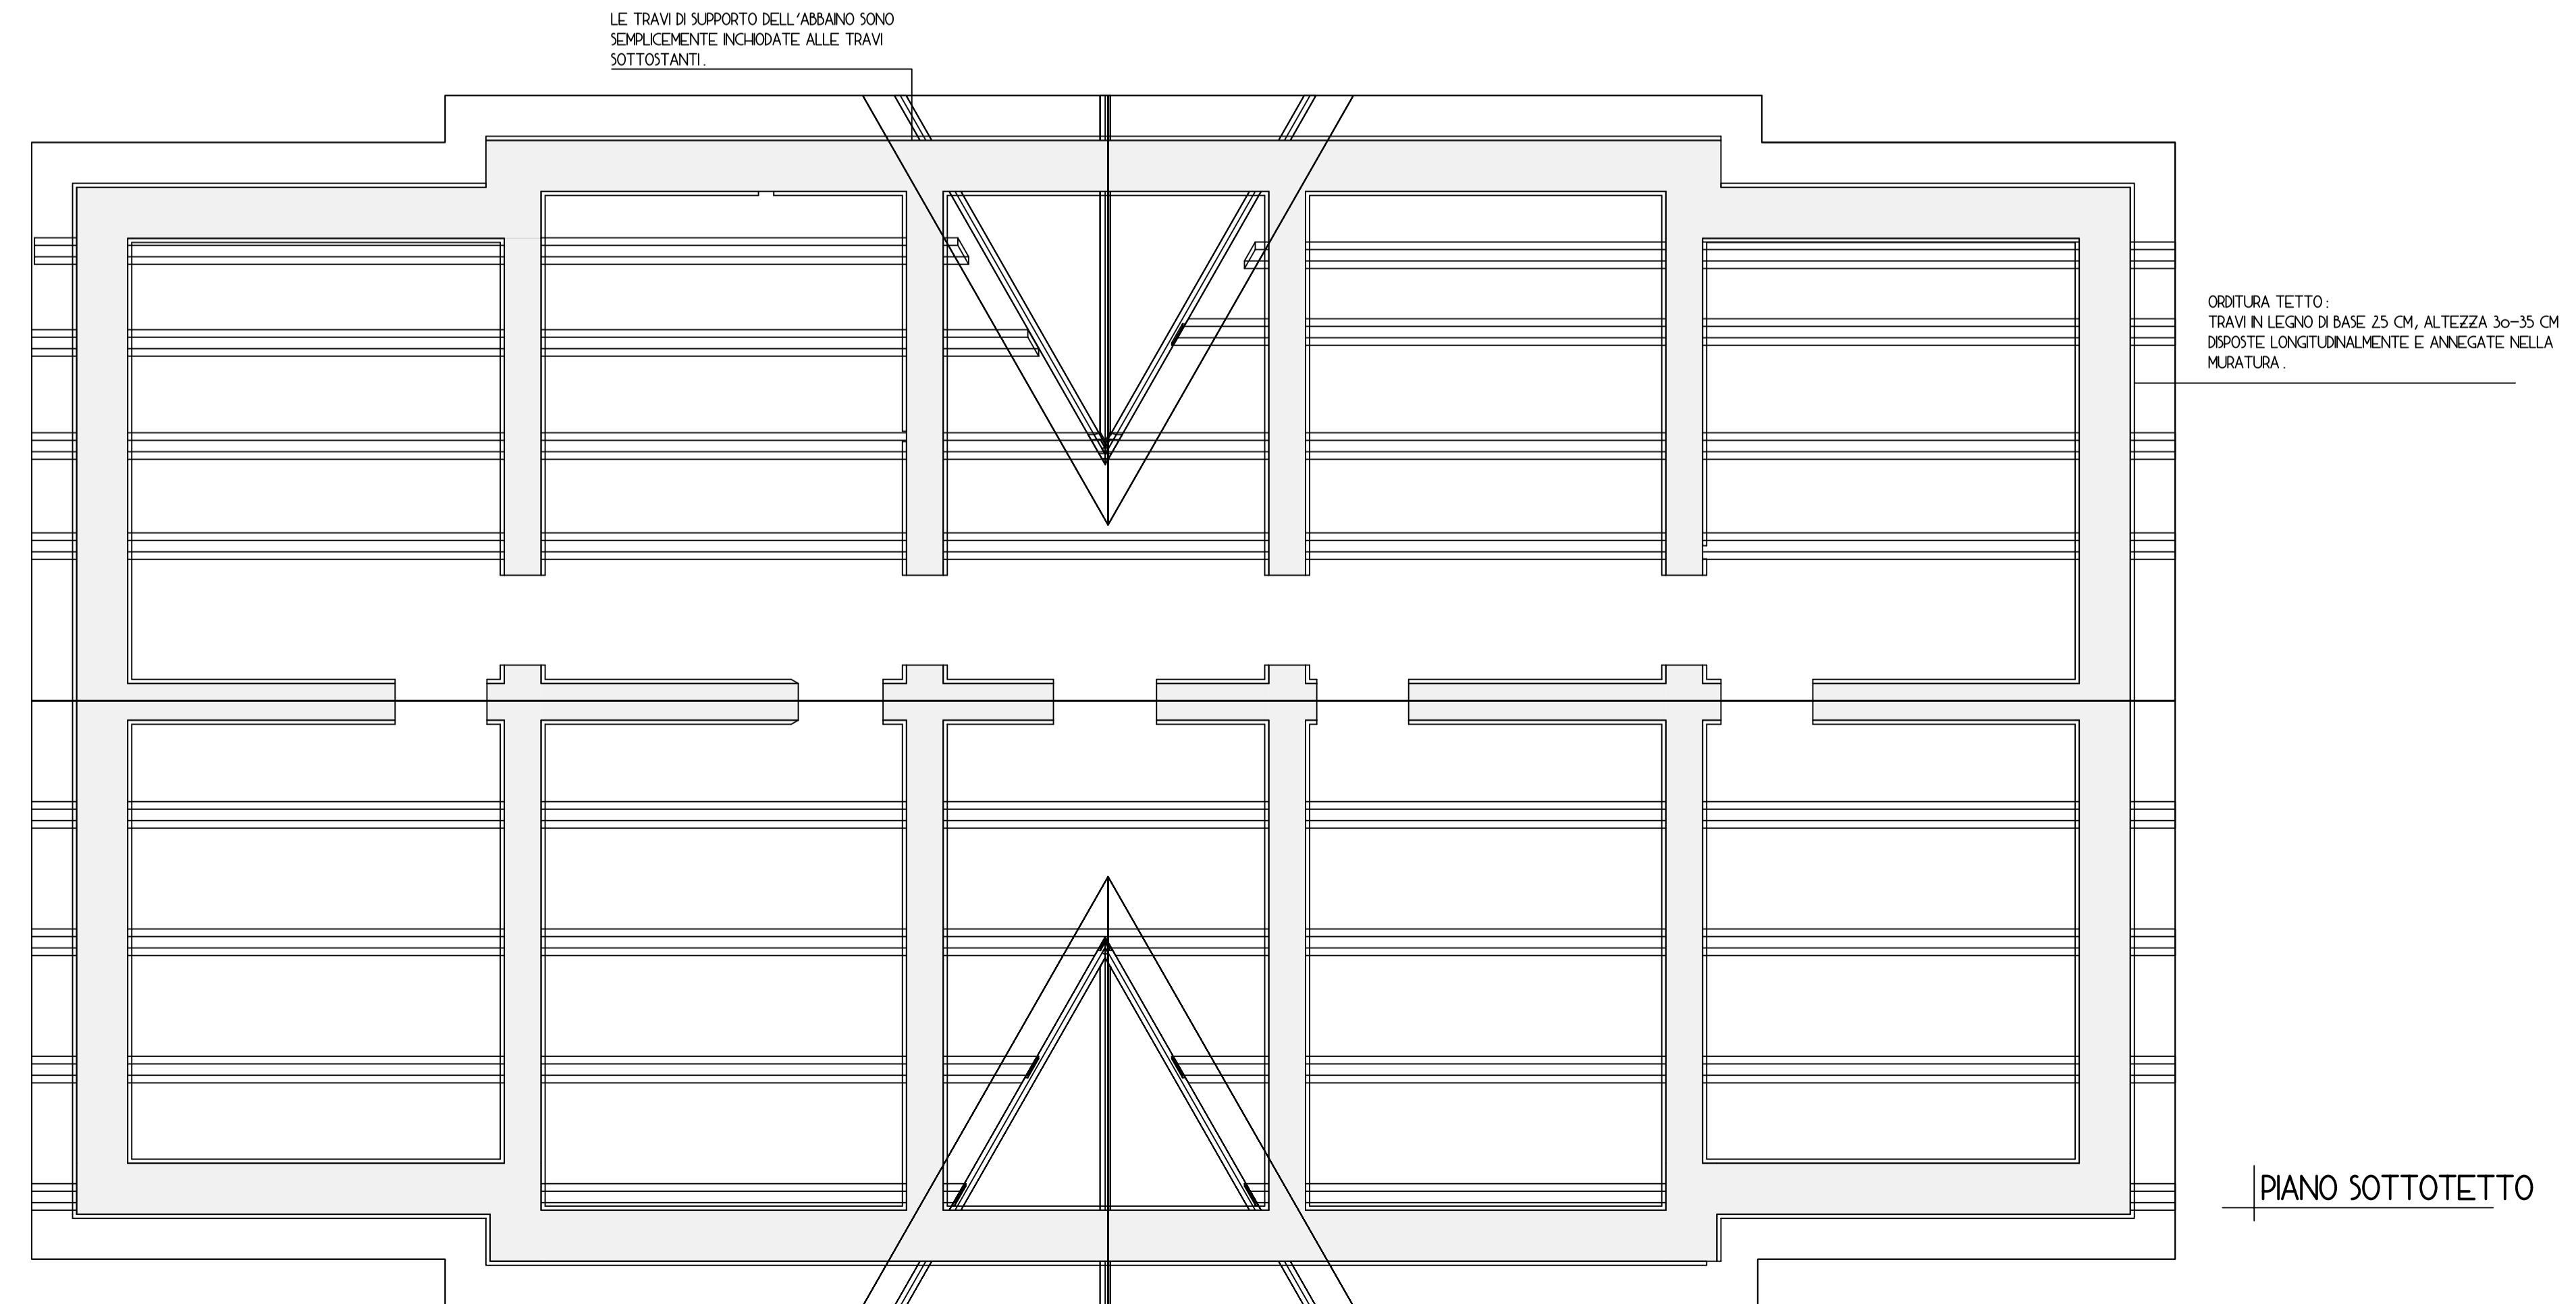 LE TRAVI DI SUPPORTO DELL'ABBAINO SONO
SEMPLICEMENTE INCHIODATE ALLE TRAVI
SOTTOSTANTI.
ORDITURA TETTO:
TRAVI IN LEGNO DI BASE 25 CM, ALTEZZA 30-35 CM
DISPOSTE LONGITUDINALMENTE E ANNEGATE NELLA
MURATURA.
PIANO SOTTOTETTO